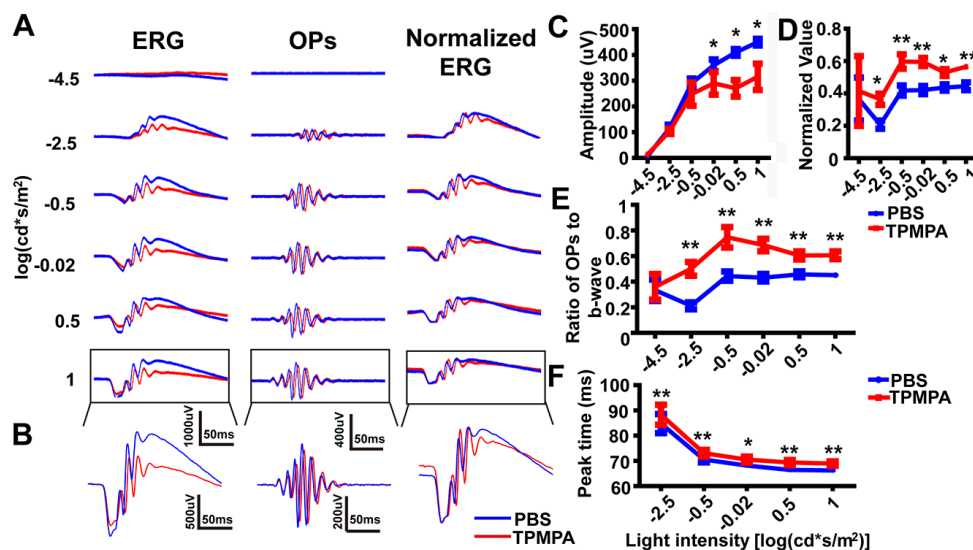 A
ERG
OPs
Normalized
ERG
log(cd*s/m²)
-4.5
-2.5
-0.5
-0.02
0.5
1
1000uV
50ms
400uV
50ms
B
500uV
50ms
200uV
50ms
PBS
TPMPA
C
Amplitude (uV)
500
400
300
200
100
0
* * *
-4.5 -2.5 -0.5 -0.02 0.5 1
D
Normalized Value
0.8
0.6
0.4
0.2
* ** ** * **
-4.5 -2.5 -0.5 -0.02 0.5 1
E
Ratio of OPs to
b-wave
1
0.8
0.6
0.4
0.2
0
** ** ** ** **
-4.5 -2.5 -0.5 -0.02 0.5 1
PBS
TPMPA
F
Peak time (ms)
100
90
80
70
60
** ** * ** **
-2.5 -0.5 -0.02 0.5 1
PBS
TPMPA
Light intensity [log(cd*s/m²)]